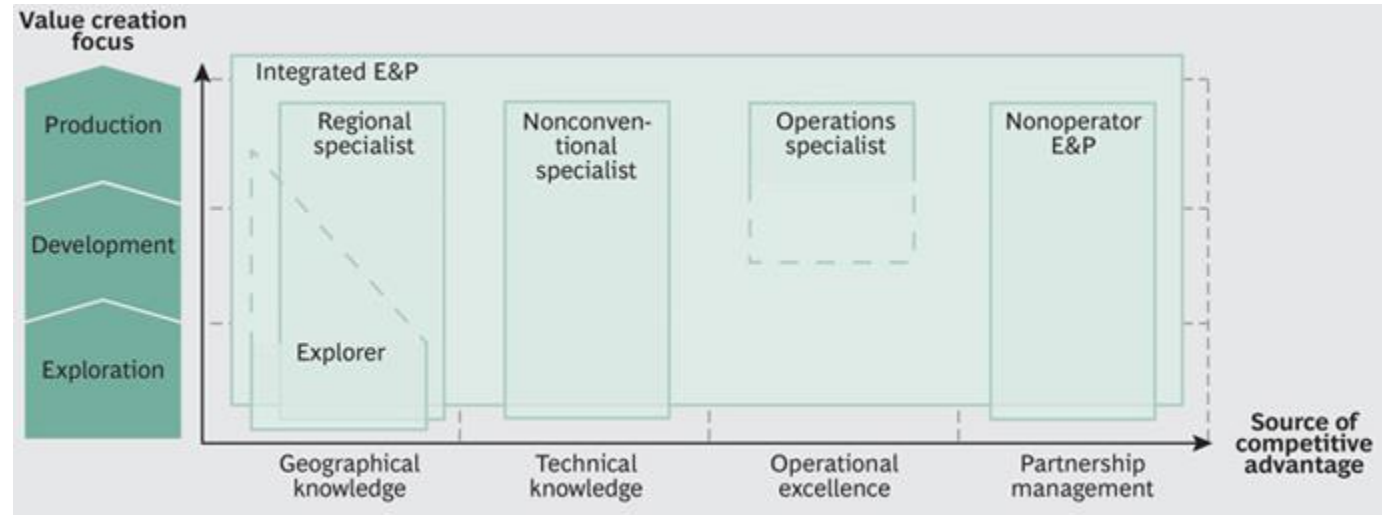 Value creation
focus
Production
Development
Exploration
Integrated E&P
Regional
specialist
Explorer
Nonconven-
tional
specialist
Operations
specialist
Nonoperator
E&P
Geographical
knowledge
Technical
knowledge
Operational
excellence
Partnership
management
Source of
competitive
advantage